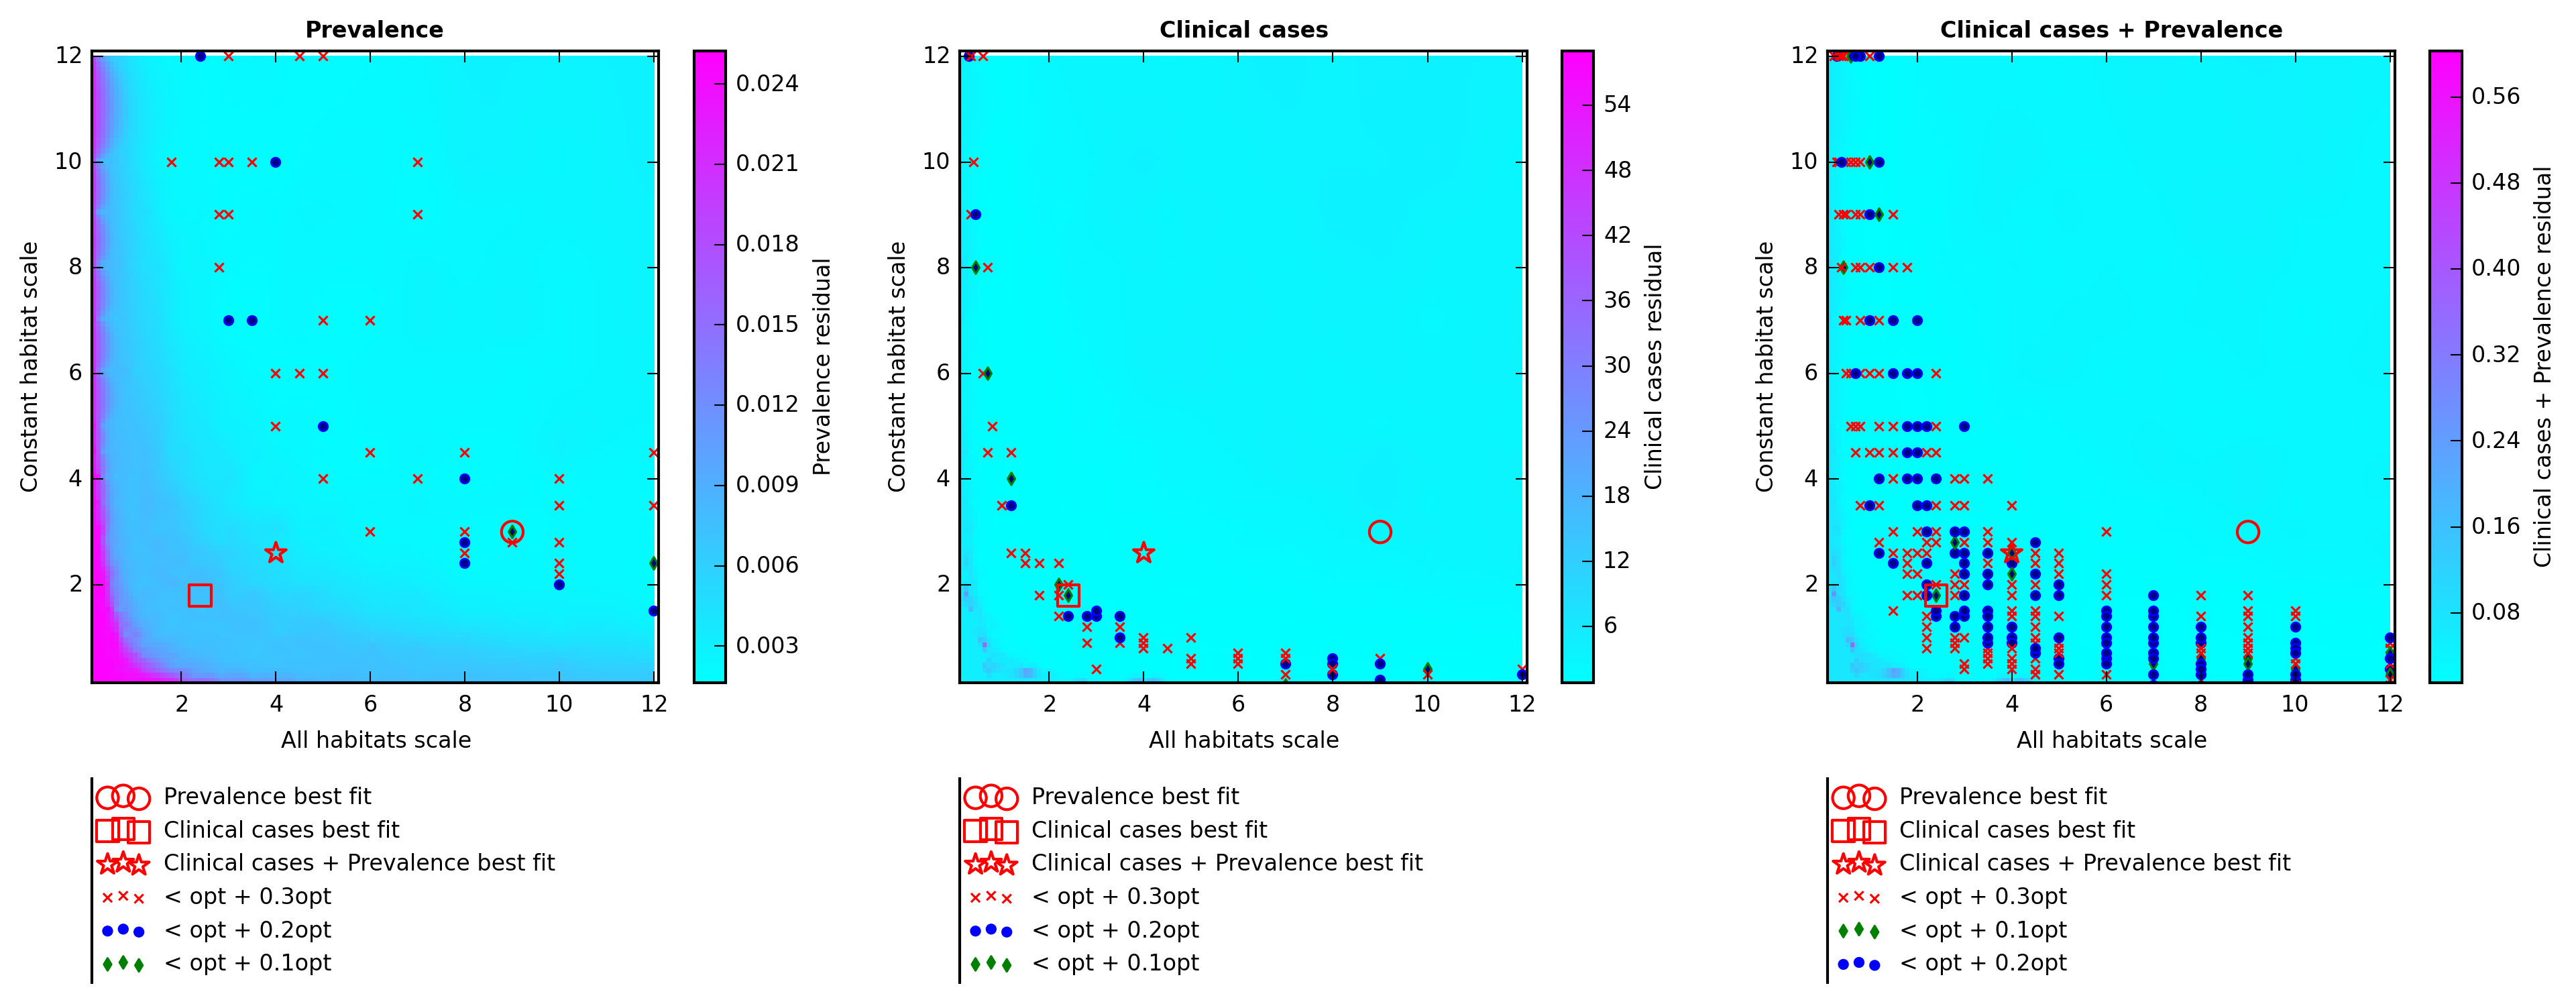 Prevalence
12
10
8
6
4
2
2 4 6 8 10 12
Constant habitat scale
All habitats scale
0.024
0.021
0.018
0.015
0.012
0.009
0.006
0.003
Prevalence residual
Prevalence best fit
Clinical cases best fit
Clinical cases + Prevalence best fit
< opt + 0.3opt
< opt + 0.2opt
< opt + 0.1opt
Clinical cases
12
10
8
6
4
2
2 4 6 8 10 12
Constant habitat scale
All habitats scale
54
48
42
36
30
24
18
12
6
Clinical cases residual
Prevalence best fit
Clinical cases best fit
Clinical cases + Prevalence best fit
< opt + 0.3opt
< opt + 0.2opt
< opt + 0.1opt
Clinical cases + Prevalence
12
10
8
6
4
2
2 4 6 8 10 12
Constant habitat scale
All habitats scale
0.56
0.48
0.40
0.32
0.24
0.16
0.08
Clinical cases + Prevalence residual
Prevalence best fit
Clinical cases best fit
Clinical cases + Prevalence best fit
< opt + 0.3opt
< opt + 0.1opt
< opt + 0.2opt